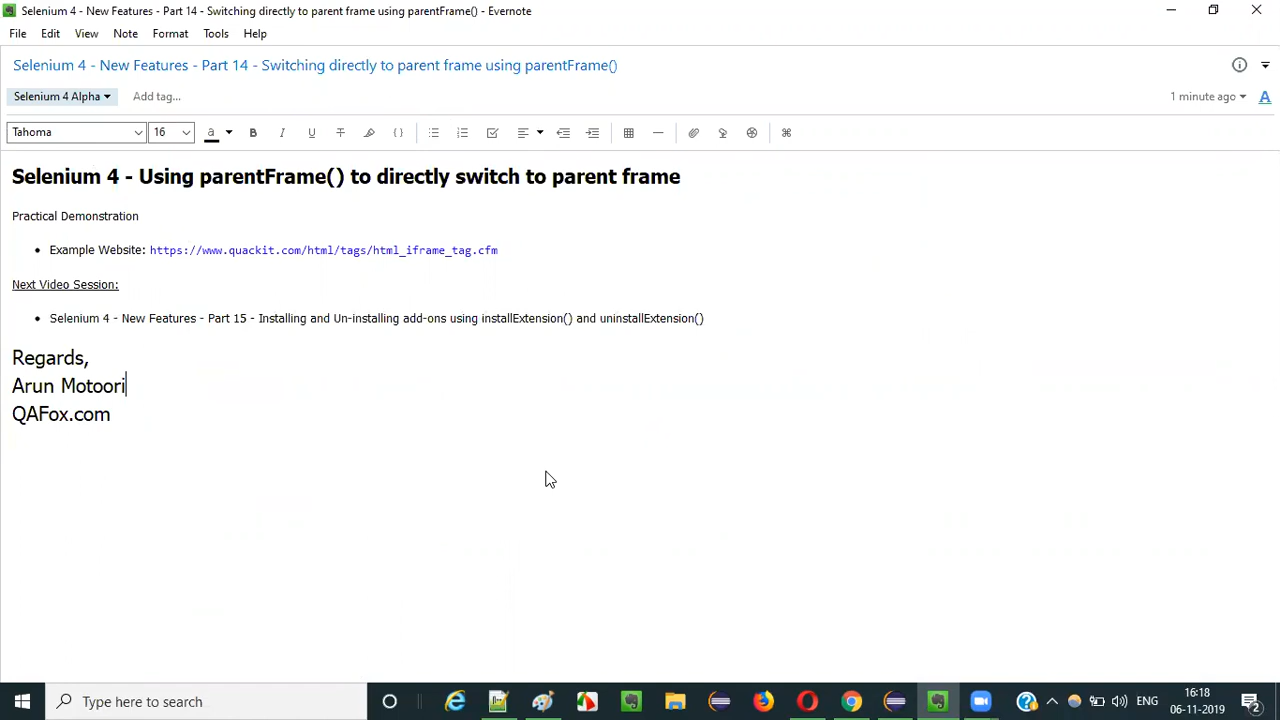 Selenium 4 - New Features - Part 14 - Switching directly to parent frame using parentFrame() - Evernote
File Edit View Note Format Tools Help
Selenium 4 - New Features - Part 14 - Switching directly to parent frame using parentFrame()
Selenium 4 Alpha Add tag... 1 minute ago A
Tahoma 16 a B I U T { }
Selenium 4 - Using parentFrame() to directly switch to parent frame
Practical Demonstration
• Example Website: https://www.quackit.com/html/tags/html_iframe_tag.cfm
Next Video Session:
• Selenium 4 - New Features - Part 15 - Installing and Un-installing add-ons using installExtension() and uninstallExtension()
Regards,
Arun Motoori
QAFox.com
Type here to search ENG 16:18
06-11-2019 2